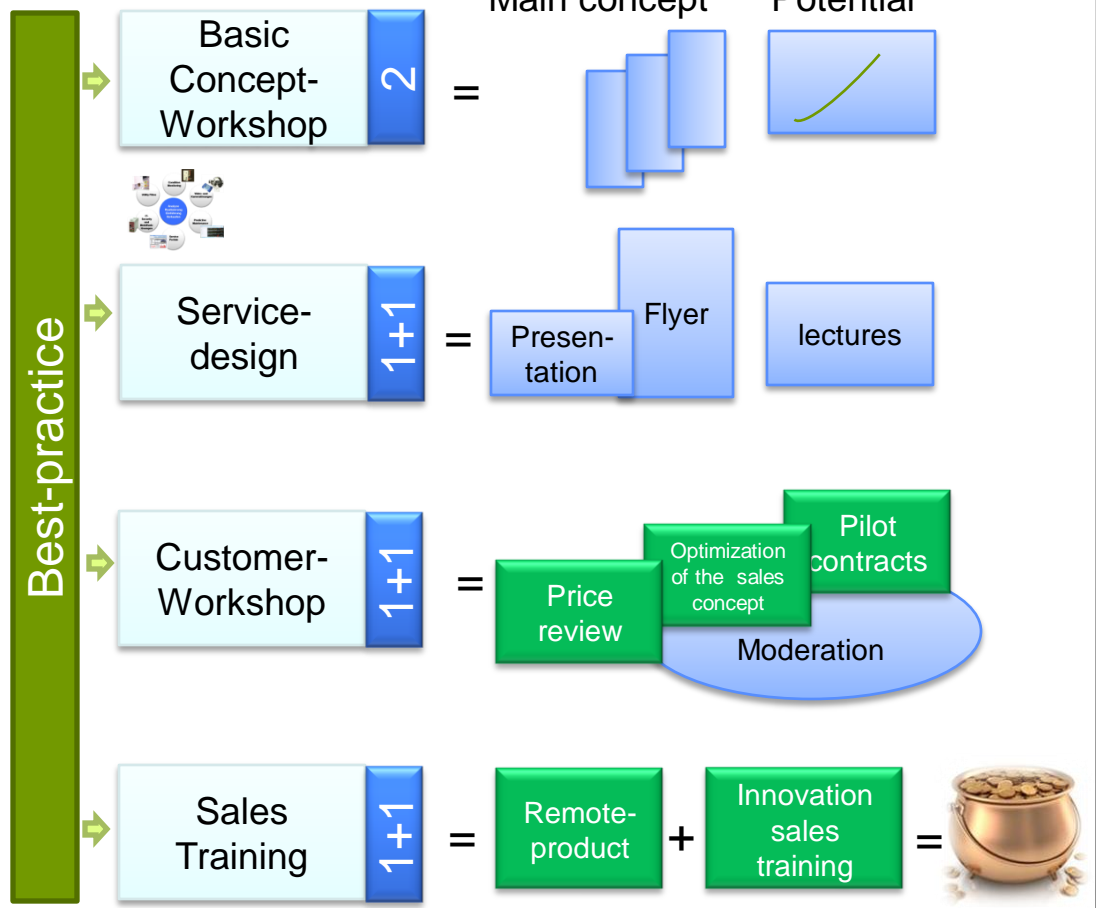 Main concept
Potential
Best-practice
Basic
Concept-
Workshop
2
=
Service-
design
1+1
=
Presen-
tation
Flyer
lectures
Customer-
Workshop
1+1
=
Price
review
Optimization
of the sales
concept
Pilot
contracts
Moderation
Sales
Training
1+1
=
Remote-
product
+
Innovation
sales
training
=